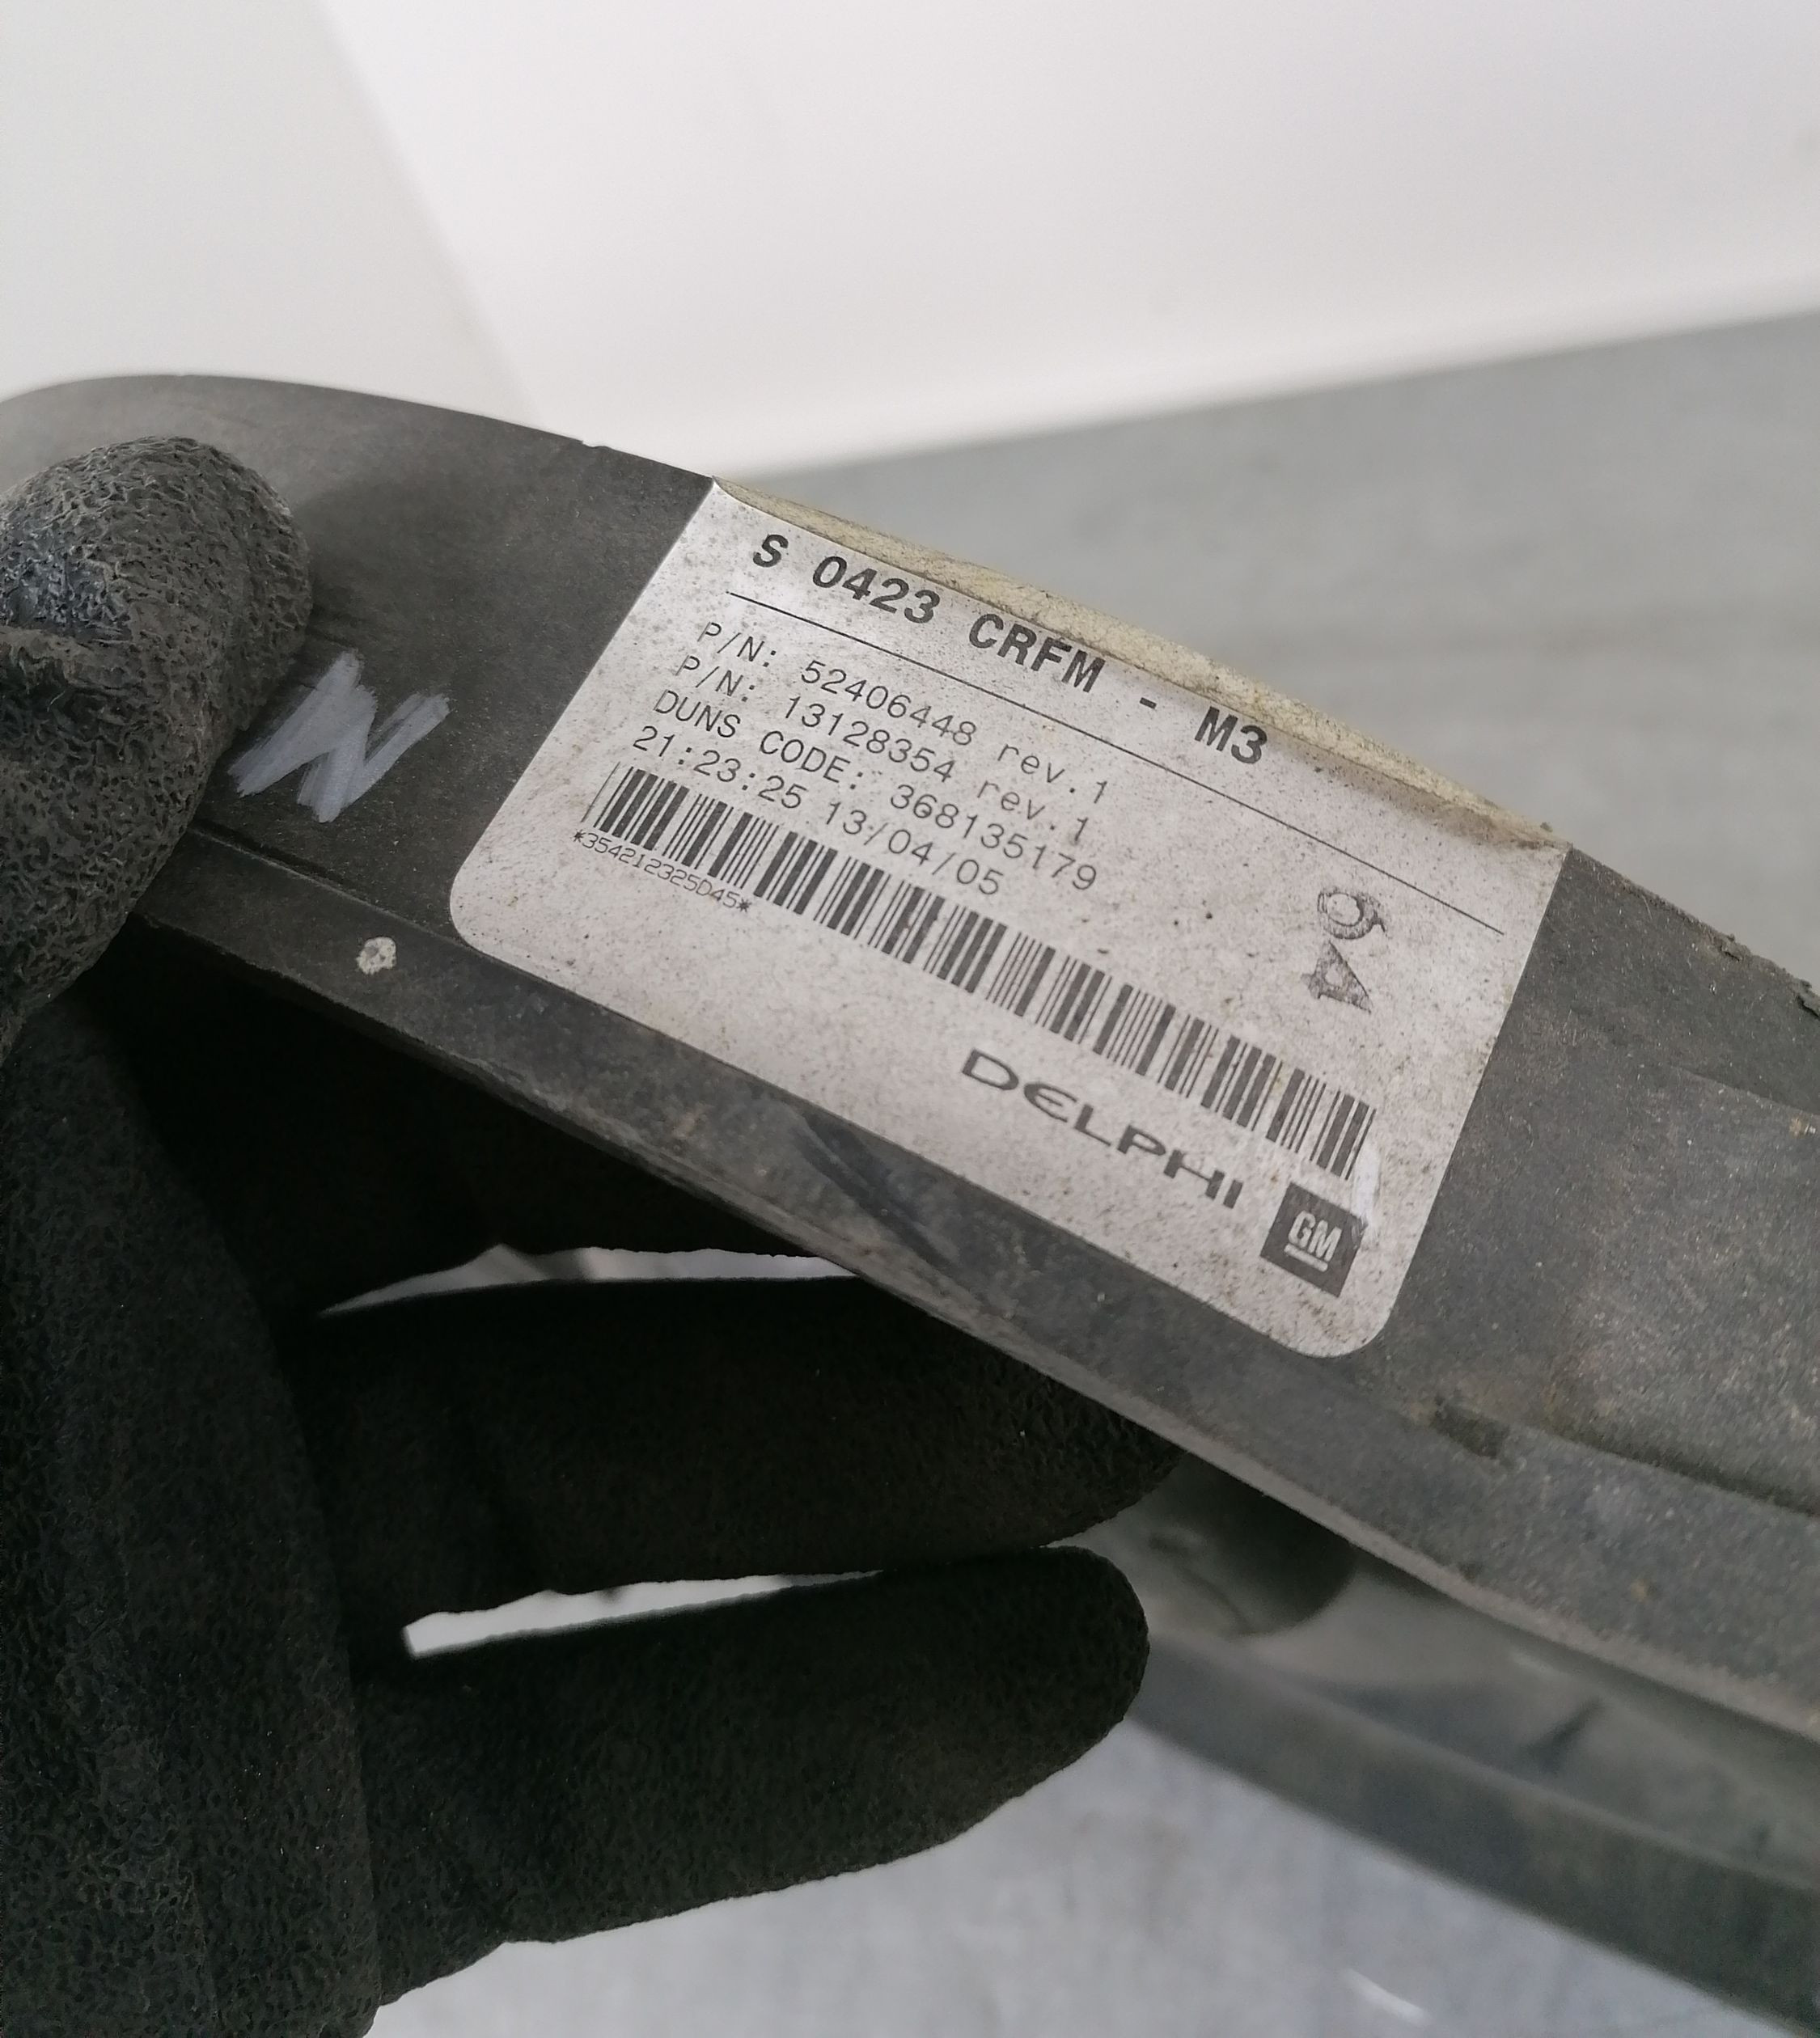 S 0423 CRFM - M3
P/N: 52406448 rev.1
P/N: 13128354 rev.1
DUNS CODE: 368135179
21:23:25 13/04/05
*354212325D45*
94
DELPHI
GM
N